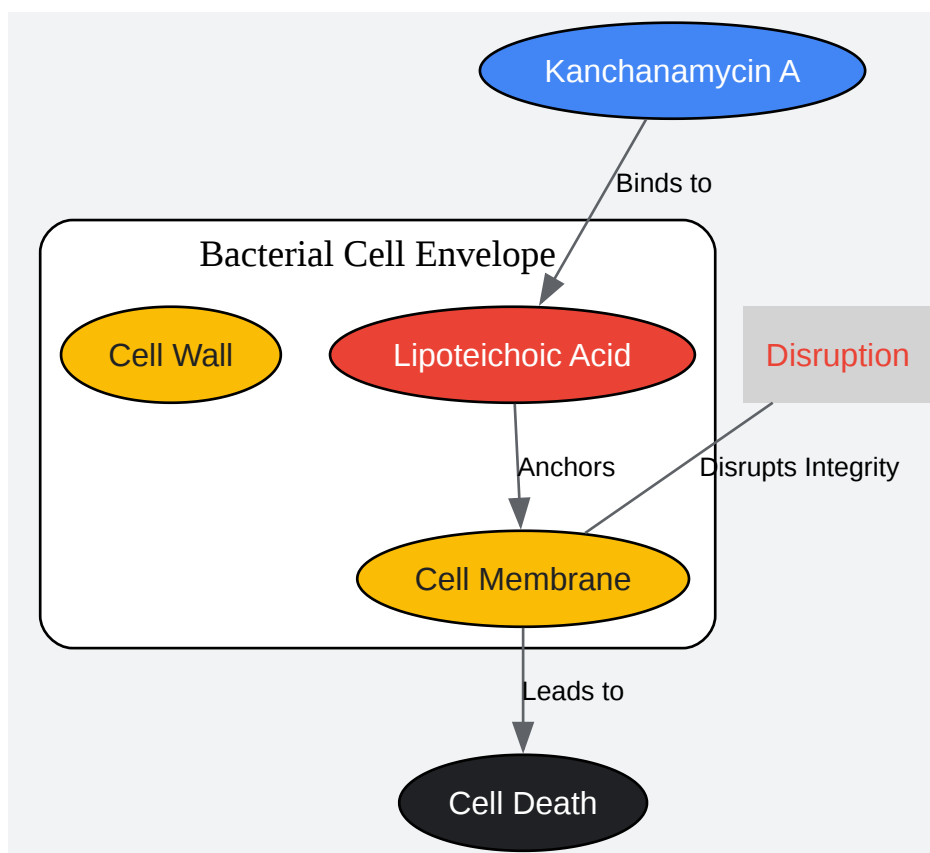 Kanchanamycin A
Binds to
Bacterial Cell Envelope
Cell Wall
Lipoteichoic Acid
Disruption
Anchors
Disrupts Integrity
Cell Membrane
Leads to
Cell Death